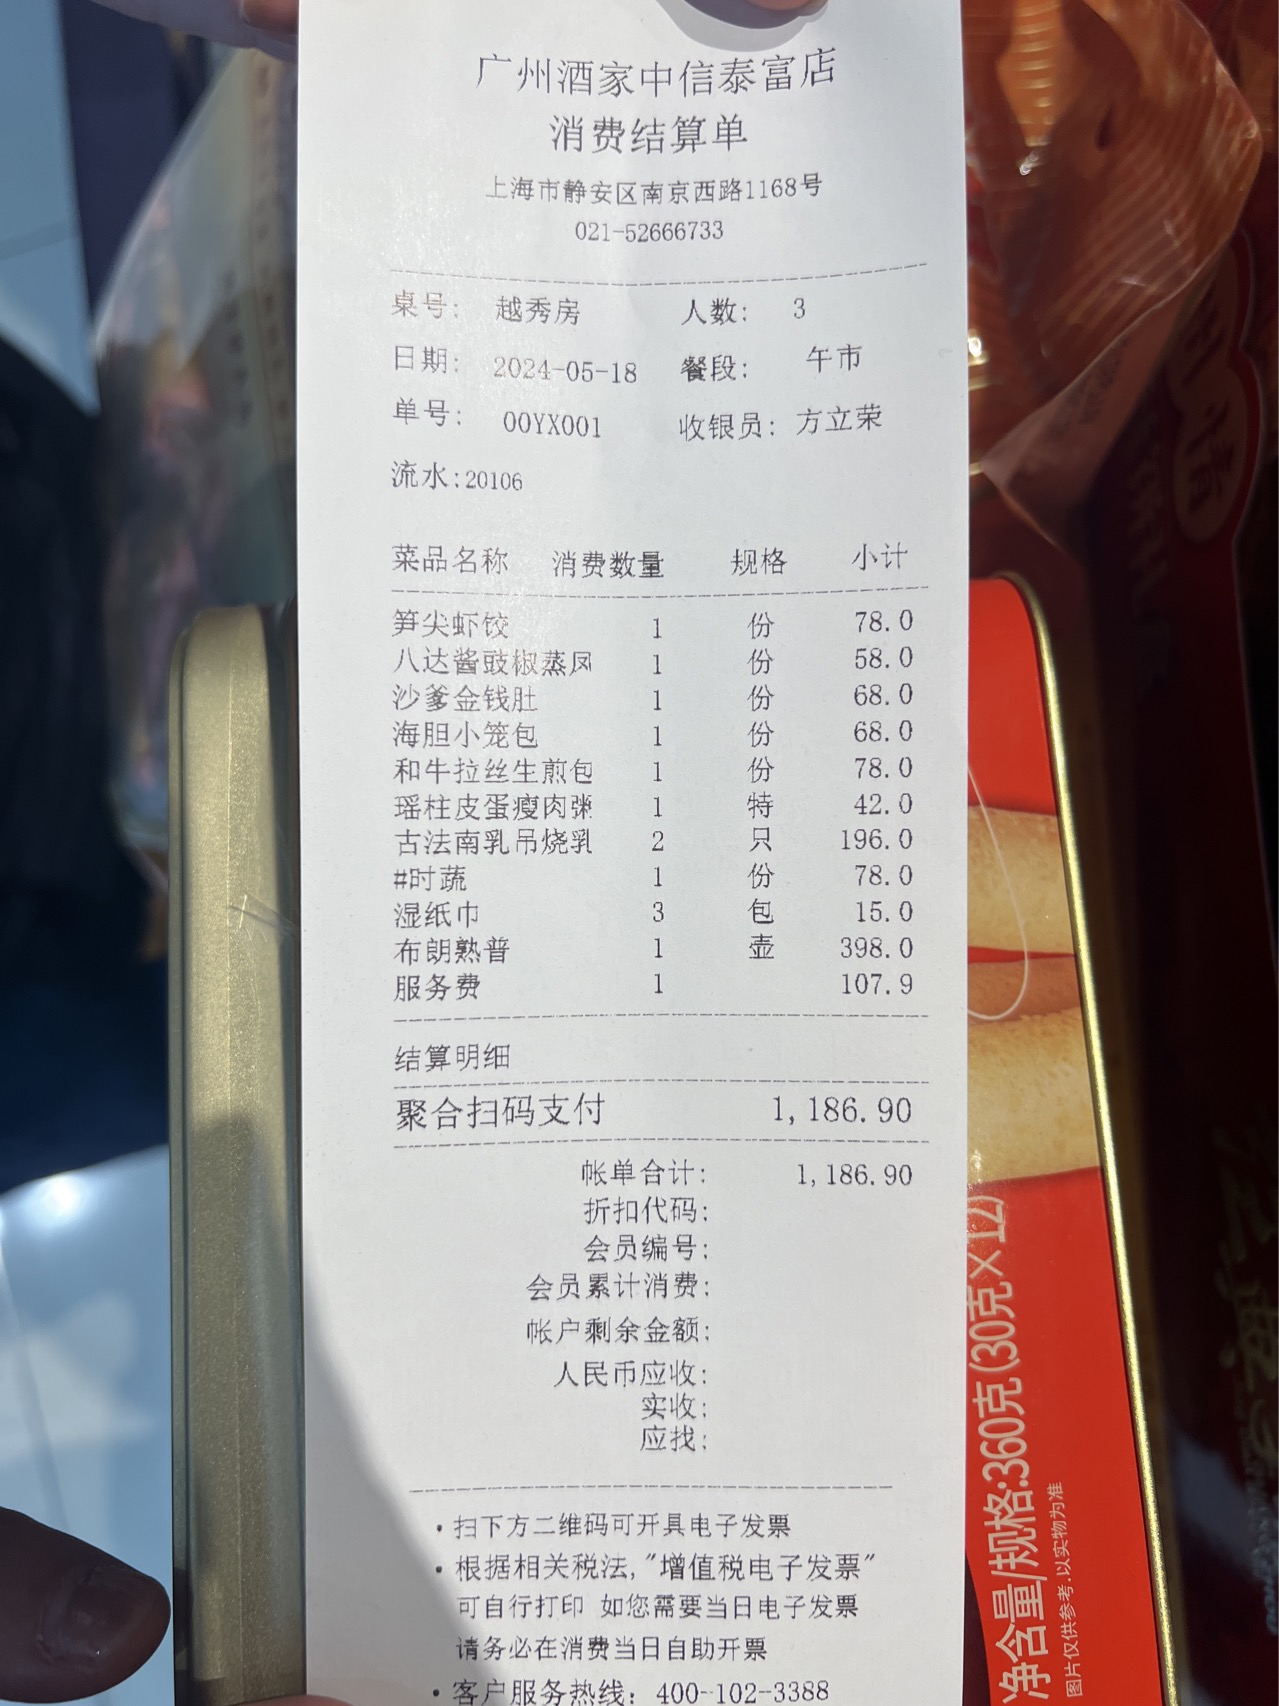 广州酒家中信泰富店
消费结算单
上海市静安区南京西路1168号
021-52666733
桌号: 越秀房 人数: 3
日期: 2024-05-18 餐段: 午市
单号: 00YX001 收银员: 方立荣
流水:20106
菜品名称 消费数量 规格 小计
笋尖虾饺 1 份 78.0
八达酱豉椒蒸凤 1 份 58.0
沙爹金钱肚 1 份 68.0
海胆小笼包 1 份 68.0
和牛拉丝生煎包 1 份 78.0
瑶柱皮蛋瘦肉粥 1 特 42.0
古法南乳吊烧乳 2 只 196.0
#时蔬 1 份 78.0
湿纸巾 3 包 15.0
布朗熟普 1 壶 398.0
服务费 1 107.9
结算明细
聚合扫码支付 1,186.90
帐单合计: 1,186.90
折扣代码:
会员编号:
会员累计消费:
帐户剩余金额:
人民币应收:
实收:
应找:
·扫下方二维码可开具电子发票
·根据相关税法,"增值税电子发票"
可自行打印 如您需要当日电子发票
请务必在消费当日自助开票
·客户服务热线: 400-102-3388
净含量/规格:360克(30克×12)
图片仅供参考,以实物为准